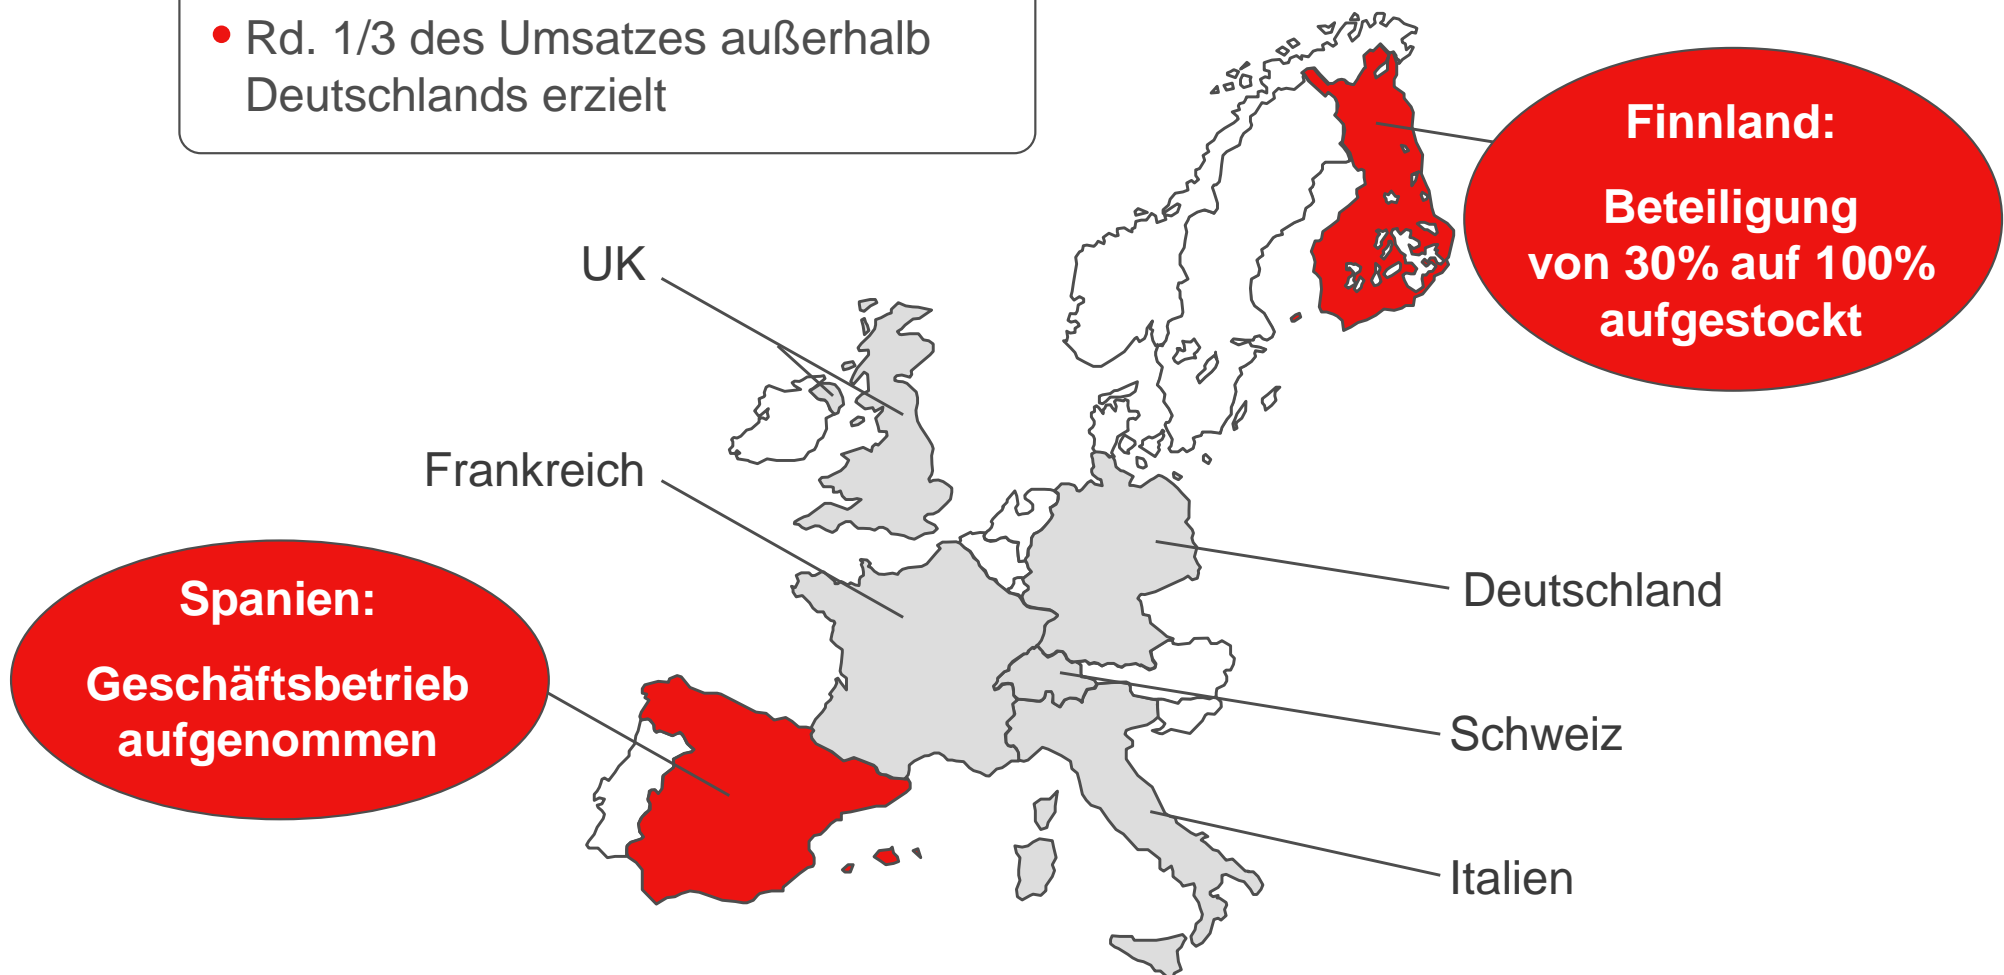 • Rd. 1/3 des Umsatzes außerhalb
Deutschlands erzielt
Finnland:
Beteiligung
von 30% auf 100%
aufgestockt
UK
Frankreich
Spanien:
Geschäftsbetrieb
aufgenommen
Deutschland
Schweiz
Italien